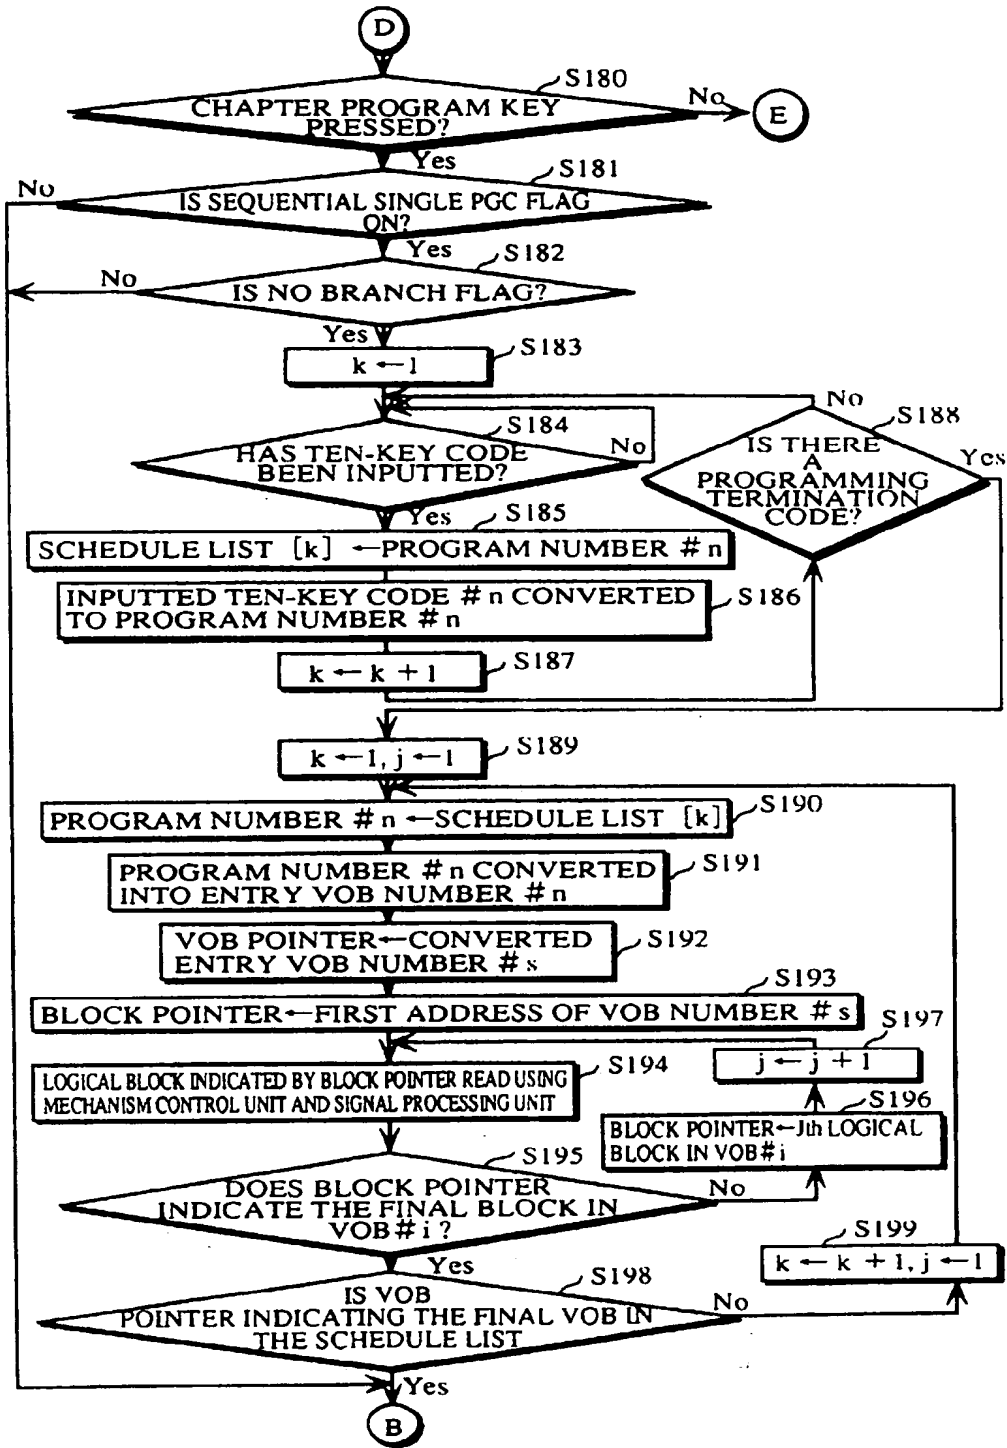 D
S180
CHAPTER PROGRAM KEY
PRESSED?
No
E
Yes
S181
No
IS SEQUENTIAL SINGLE PGC FLAG
ON?
Yes
S182
No
IS NO BRANCH FLAG?
Yes
k ← 1
S183
No
S188
S184
HAS TEN-KEY CODE
BEEN INPUTTED?
No
IS THERE
A
PROGRAMMING
TERMINATION
CODE?
Yes
Yes
S185
SCHEDULE LIST [k] ← PROGRAM NUMBER #n
INPUTTED TEN-KEY CODE #n CONVERTED
TO PROGRAM NUMBER #n
S186
k ← k + 1
S187
k ← 1, j ← 1
S189
PROGRAM NUMBER #n ← SCHEDULE LIST [k]
S190
PROGRAM NUMBER #n CONVERTED
INTO ENTRY VOB NUMBER #n
S191
VOB POINTER ← CONVERTED
ENTRY VOB NUMBER #s
S192
S193
BLOCK POINTER ← FIRST ADDRESS OF VOB NUMBER #s
S197
j ← j + 1
LOGICAL BLOCK INDICATED BY BLOCK POINTER READ USING
MECHANISM CONTROL UNIT AND SIGNAL PROCESSING UNIT
S194
S196
BLOCK POINTER ← Jth LOGICAL
BLOCK IN VOB#i
S195
DOES BLOCK POINTER
INDICATE THE FINAL BLOCK IN
VOB#i?
No
Yes
S199
k ← k + 1, j ← 1
S198
IS VOB
POINTER INDICATING THE FINAL VOB IN
THE SCHEDULE LIST
No
Yes
B